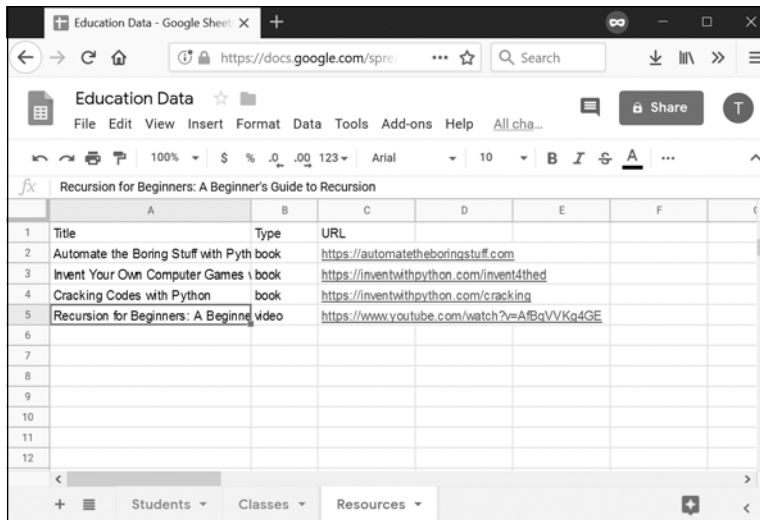 Education Data - Google Sheet
https://docs.google.com/spre
Search
Education Data
File Edit View Insert Format Data Tools Add-ons Help All cha...
Share
T
100% $ % .0 .00 123 Arial 10 B I S A ...
fx Recursion for Beginners: A Beginner's Guide to Recursion
A B C D E F
1 Title Type URL
2 Automate the Boring Stuff with Pyth book https://automatetheboringstuff.com
3 Invent Your Own Computer Games book https://inventwithpython.com/invent4thed
4 Cracking Codes with Python book https://inventwithpython.com/cracking
5 Recursion for Beginners: A Beginne video https://www.youtube.com/watch?v=AfBqVVKg4GE
6
7
8
9
10
11
12
Students Classes Resources